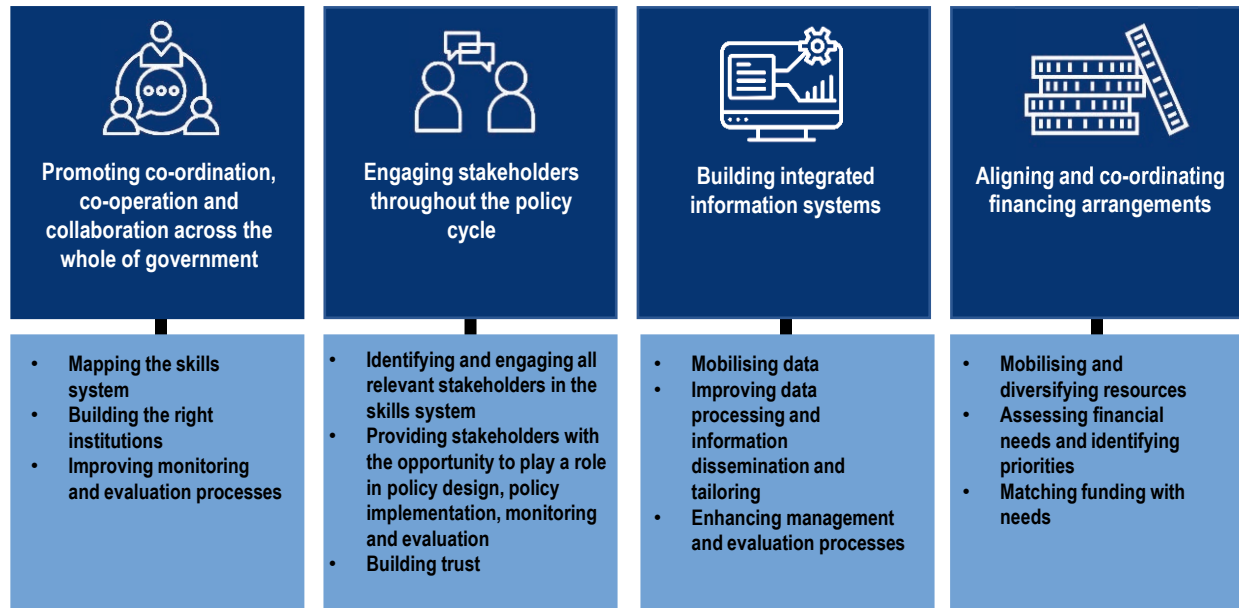 Promoting co-ordination,
co-operation and
collaboration across the
whole of government
• Mapping the skills
system
• Building the right
institutions
• Improving monitoring
and evaluation processes
Engaging stakeholders
throughout the policy
cycle
• Identifying and engaging all
relevant stakeholders in the
skills system
• Providing stakeholders with
the opportunity to play a role
in policy design, policy
implementation, monitoring
and evaluation
• Building trust
Building integrated
information systems
• Mobilising data
• Improving data
processing and
information
dissemination and
tailoring
• Enhancing management
and evaluation processes
Aligning and co-ordinating
financing arrangements
• Mobilising and
diversifying resources
• Assessing financial
needs and identifying
priorities
• Matching funding with
needs